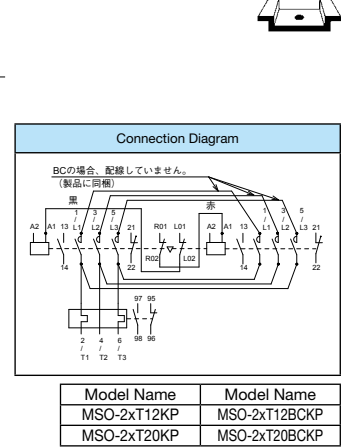 Connection Diagram
BCの場合、配線していません。
(製品に同梱)
黒
赤
1 3 5
/ / /
A2 A1 13 L1 L2 L3 21
R01 L01
A2 A1 13
1 3 5
/ / /
L1 L2 L3 21
14 22
R02 L02
14 22
97 95
98 96
2 4 6
/ / /
T1 T2 T3
Model Name Model Name
MSO-2xT12KP MSO-2xT12BCKP
MSO-2xT20KP MSO-2xT20BCKP